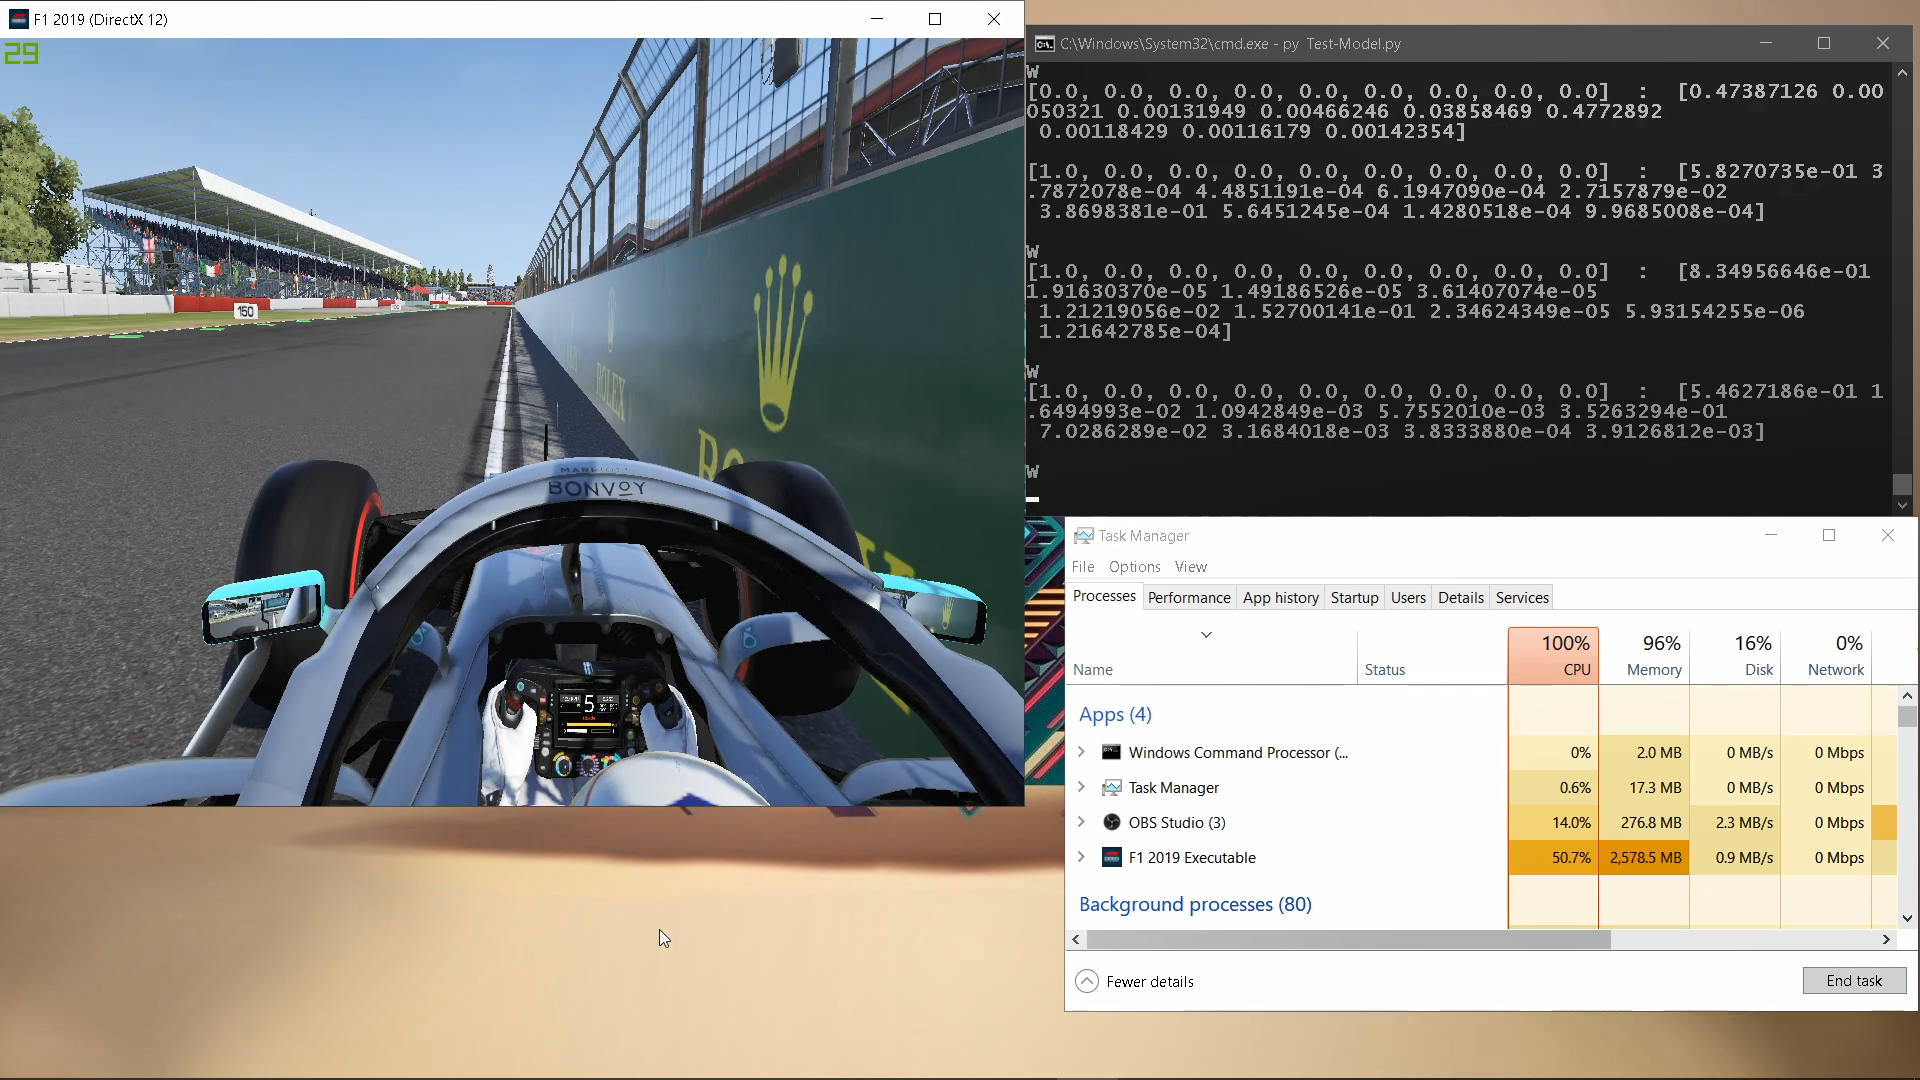 F1 2019 (DirectX 12)
29
150
ROLEX
MARRIOTT
BONVOY
5
C:\Windows\System32\cmd.exe - py  Test-Model.py
W
[0.0, 0.0, 0.0, 0.0, 0.0, 0.0, 0.0, 0.0, 0.0]  :  [0.47387126 0.00
050321 0.00131949 0.00466246 0.03858469 0.4772892
0.00118429 0.00116179 0.00142354]
[1.0, 0.0, 0.0, 0.0, 0.0, 0.0, 0.0, 0.0, 0.0]  :  [5.8270735e-01 3
.7872078e-04 4.4851191e-04 6.1947090e-04 2.7157879e-02
3.8698381e-01 5.6451245e-04 1.4280518e-04 9.9685008e-04]
W
[1.0, 0.0, 0.0, 0.0, 0.0, 0.0, 0.0, 0.0, 0.0]  :  [8.34956646e-01
1.91630370e-05 1.49186526e-05 3.61407074e-05
1.21219056e-02 1.52700141e-01 2.34624349e-05 5.93154255e-06
1.21642785e-04]
W
[1.0, 0.0, 0.0, 0.0, 0.0, 0.0, 0.0, 0.0, 0.0]  :  [5.4627186e-01 1
.6494993e-02 1.0942849e-03 5.7552010e-03 3.5263294e-01
7.0286289e-02 3.1684018e-03 3.8333880e-04 3.9126812e-03]
W
Task Manager
File Options View
Processes Performance App history Startup Users Details Services
100% 96% 16% 0%
Name Status CPU Memory Disk Network
Apps (4)
Windows Command Processor (... 0% 2.0 MB 0 MB/s 0 Mbps
Task Manager 0.6% 17.3 MB 0 MB/s 0 Mbps
OBS Studio (3) 14.0% 276.8 MB 2.3 MB/s 0 Mbps
F1 2019 Executable 50.7% 2,578.5 MB 0.9 MB/s 0 Mbps
Background processes (80)
Fewer details End task